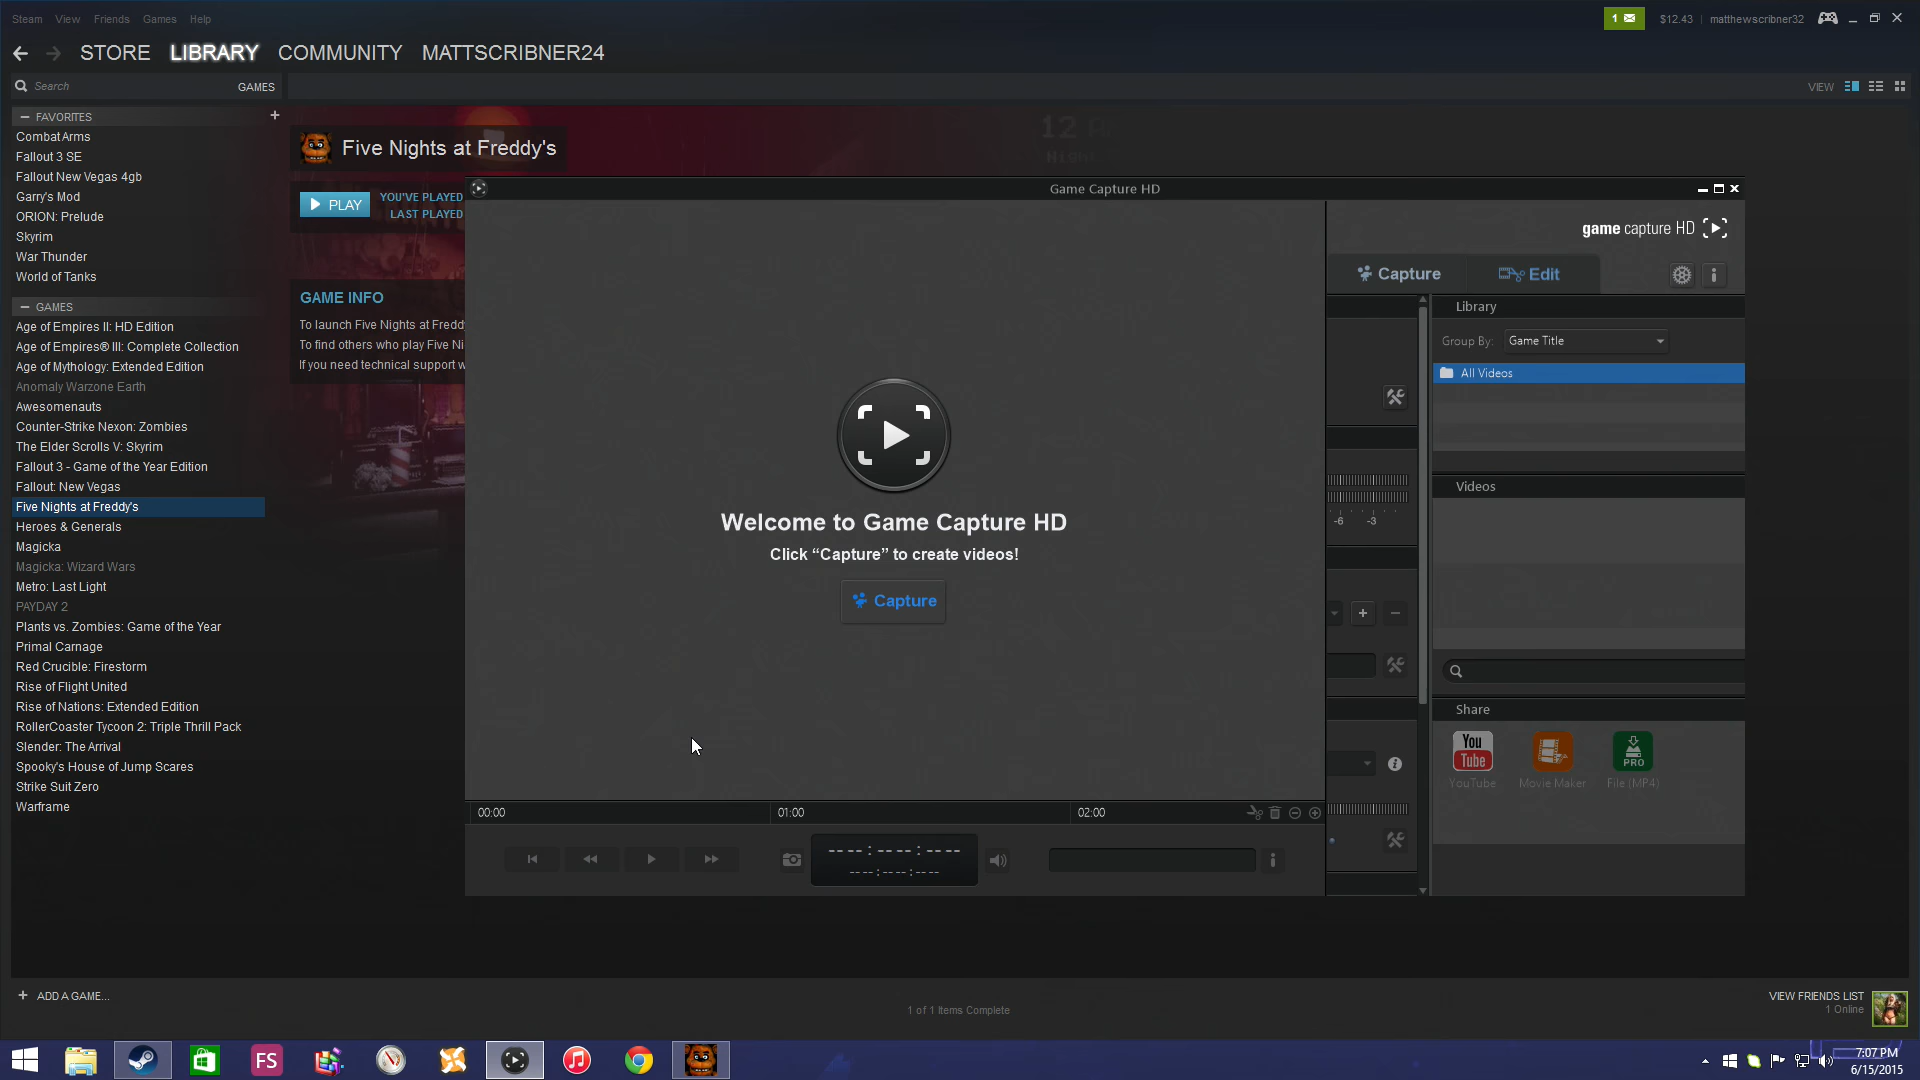 Steam View Friends Games Help
1 $12.43 matthewscribner32
STORE LIBRARY COMMUNITY MATTSCRIBNER24
Search GAMES VIEW
FAVORITES
Combat Arms
Fallout 3 SE
Fallout New Vegas 4gb
Garry's Mod
ORION: Prelude
Skyrim
War Thunder
World of Tanks
GAMES
Age of Empires II: HD Edition
Age of Empires® III: Complete Collection
Age of Mythology: Extended Edition
Anomaly Warzone Earth
Awesomenauts
Counter-Strike Nexon: Zombies
The Elder Scrolls V: Skyrim
Fallout 3 - Game of the Year Edition
Fallout: New Vegas
Five Nights at Freddy's
Heroes & Generals
Magicka
Magicka: Wizard Wars
Metro: Last Light
PAYDAY 2
Plants vs. Zombies: Game of the Year
Primal Carnage
Red Crucible: Firestorm
Rise of Flight United
Rise of Nations: Extended Edition
RollerCoaster Tycoon 2: Triple Thrill Pack
Slender: The Arrival
Spooky's House of Jump Scares
Strike Suit Zero
Warframe
+ ADD A GAME...
Five Nights at Freddy's
12
Night
PLAY
YOU'VE PLAYED
LAST PLAYED
GAME INFO
To launch Five Nights at Fredd
To find others who play Five Ni
If you need technical support
Game Capture HD
game capture HD
Capture Edit
Library
Group By: Game Title
All Videos
Videos
-6 -3
Share
You Tube
PRO
YouTube Movie Maker File (MP4)
Welcome to Game Capture HD
Click “Capture” to create videos!
Capture
00:00 01:00 02:00
-- -- : -- -- : -- --
-- -- : -- -- : -- --
1 of 1 Items Complete
VIEW FRIENDS LIST
1 Online
FS
7:07 PM
6/15/2015